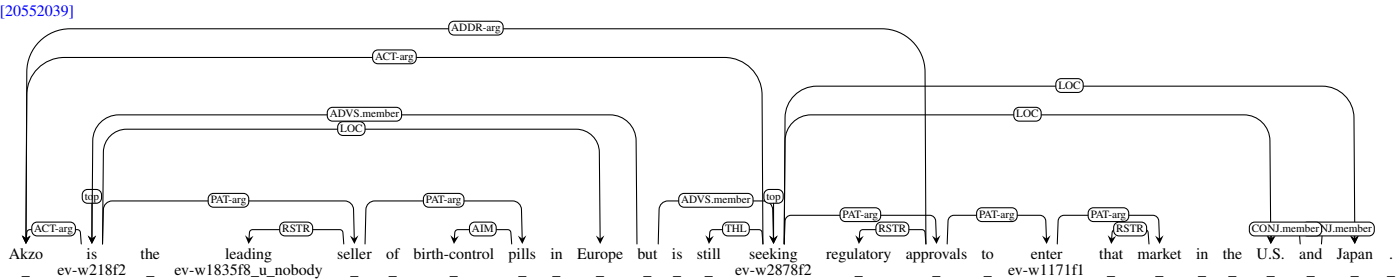 [20552039]
ADDR-arg
ACT-arg
LOC
ADVS.member LOC
LOC
top PAT-arg PAT-arg ADVS.member top
PAT-arg PAT-arg PAT-arg
ACT-arg RSTR AIM THL RSTR RSTR CONJ.member NJ.member
Akzo is the leading seller of birth-control pills in Europe but is still seeking regulatory approvals to enter that market in the U.S. and Japan .
_ ev-w218f2 _ ev-w1835f8_u_nobody _ _ _ _ _ _ _ _ _ ev-w2878f2 _ _ _ ev-w1171f1 _ _ _ _ _ _ _ _